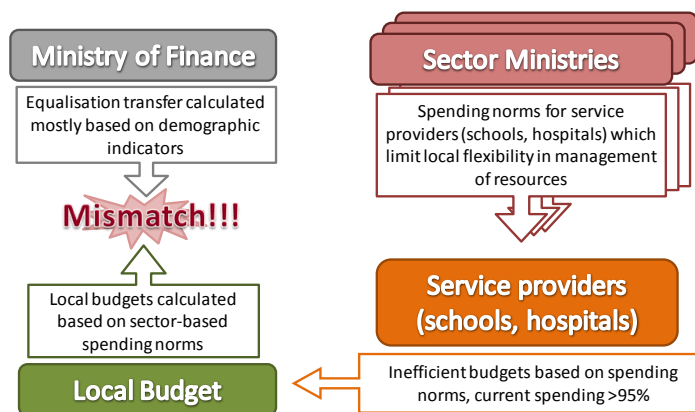 Ministry of Finance
Equalisation transfer calculated
mostly based on demographic
indicators
Mismatch!!!
Local budgets calculated
based on sector-based
spending norms
Local Budget
Sector Ministries
Spending norms for service
providers (schools, hospitals) which
limit local flexibility in management
of resources
Service providers
(schools, hospitals)
Inefficient budgets based on spending
norms, current spending >95%